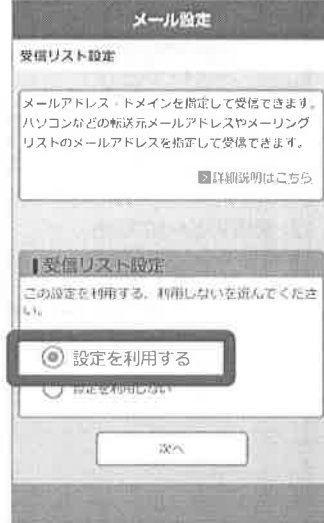 メール設定
受信リスト設定
メールアドレス・ドメインを指定して受信できます。
パソコンなどの転送元メールアドレスやメーリング
リストのメールアドレスを指定して受信できます。
詳細説明はこちら
受信リスト設定
この設定を利用する、利用しないを選んでくださ
い。
設定を利用する
設定を利用しない
次へ